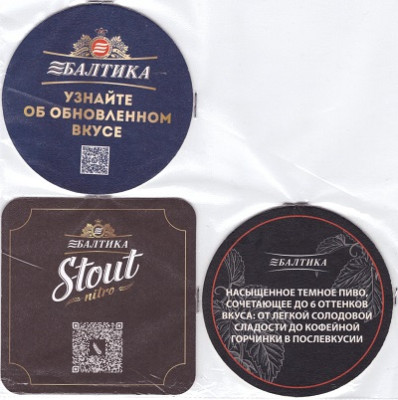 БАЛТИКА
УЗНАЙТЕ
ОБ ОБНОВЛЕННОМ
ВКУСЕ
БАЛТИКА
Stout
nitro
БАЛТИКА
НАСЫЩЕННОЕ ТЕМНОЕ ПИВО,
СОЧЕТАЮЩЕЕ ДО 6 ОТТЕНКОВ
ВКУСА: ОТ ЛЕГКОЙ СОЛОДОВОЙ
СЛАДОСТИ ДО КОФЕЙНОЙ
ГОРЧИНКИ В ПОСЛЕВКУСИИ